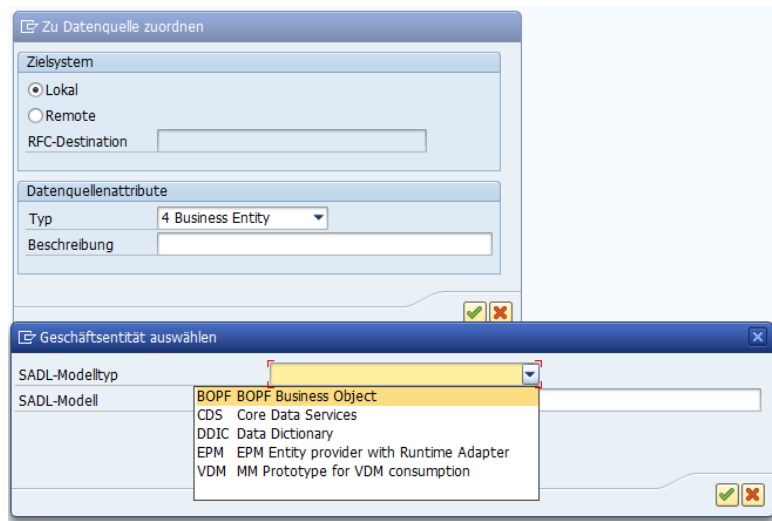 Zu Datenquelle zuordnen
Zielsystem
Lokal
Remote
RFC-Destination
Datenquellenattribute
Typ 4 Business Entity
Beschreibung
Geschäftsentität auswählen
SADL-Modelltyp
SADL-Modell
BOPF BOPF Business Object
CDS Core Data Services
DDIC Data Dictionary
EPM EPM Entity provider with Runtime Adapter
VDM MM Prototype for VDM consumption